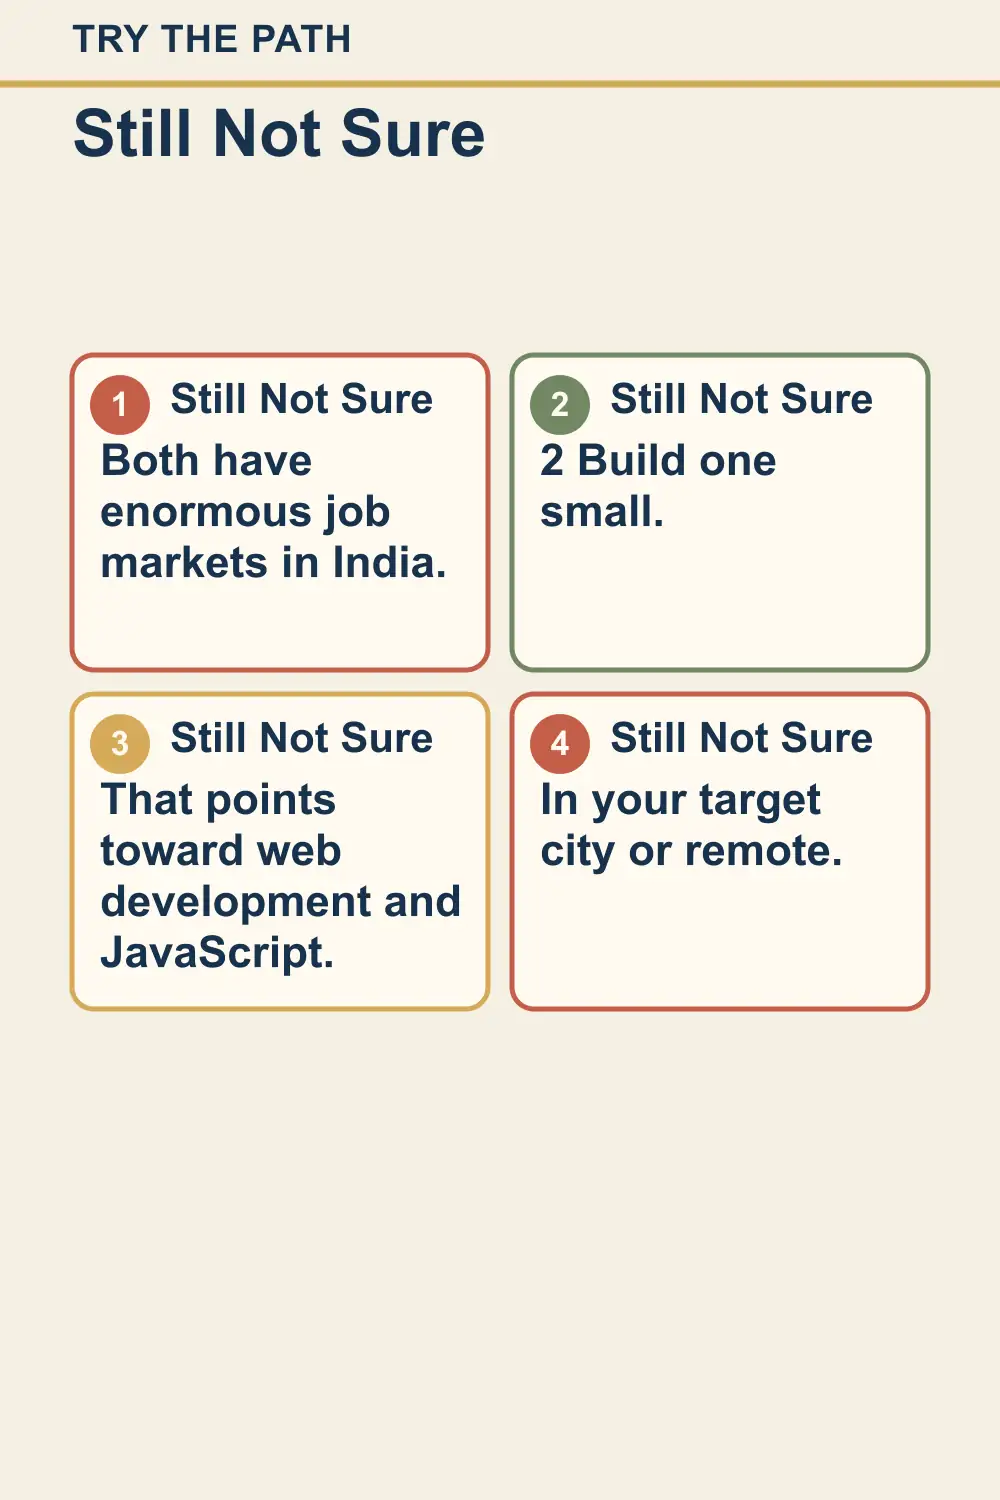 TRY THE PATH
Still Not Sure
1 Still Not Sure
Both have
enormous job
markets in India.
2 Still Not Sure
2 Build one
small.
3 Still Not Sure
That points
toward web
development and
JavaScript.
4 Still Not Sure
In your target
city or remote.